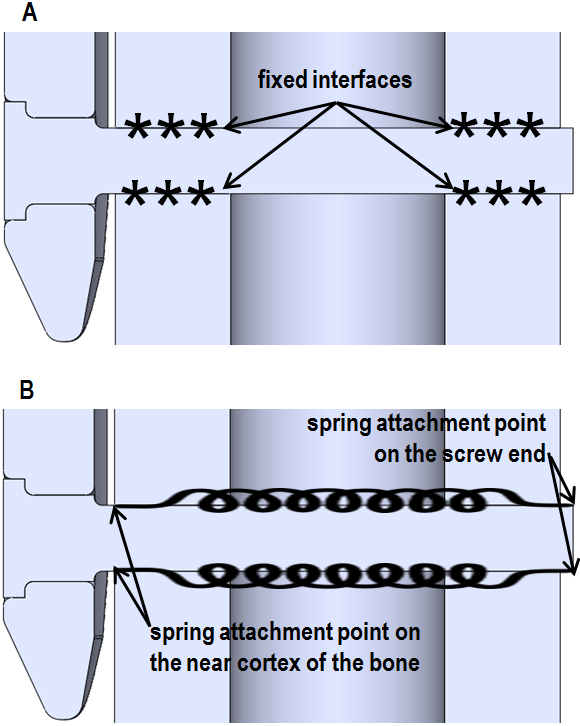 A
fixed interfaces
B
spring attachment point
on the screw end
spring attachment point on
the near cortex of the bone